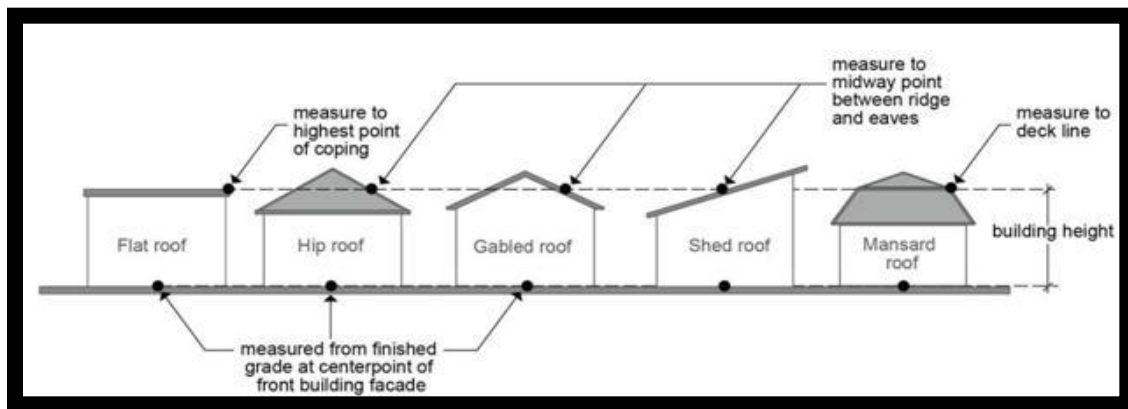 measure to
midway point
between ridge
and eaves
measure to
highest point
of coping
measure to
deck line
Flat roof
Hip roof
Gabled roof
Shed roof
Mansard
roof
building height
measured from finished
grade at centerpoint of
front building facade